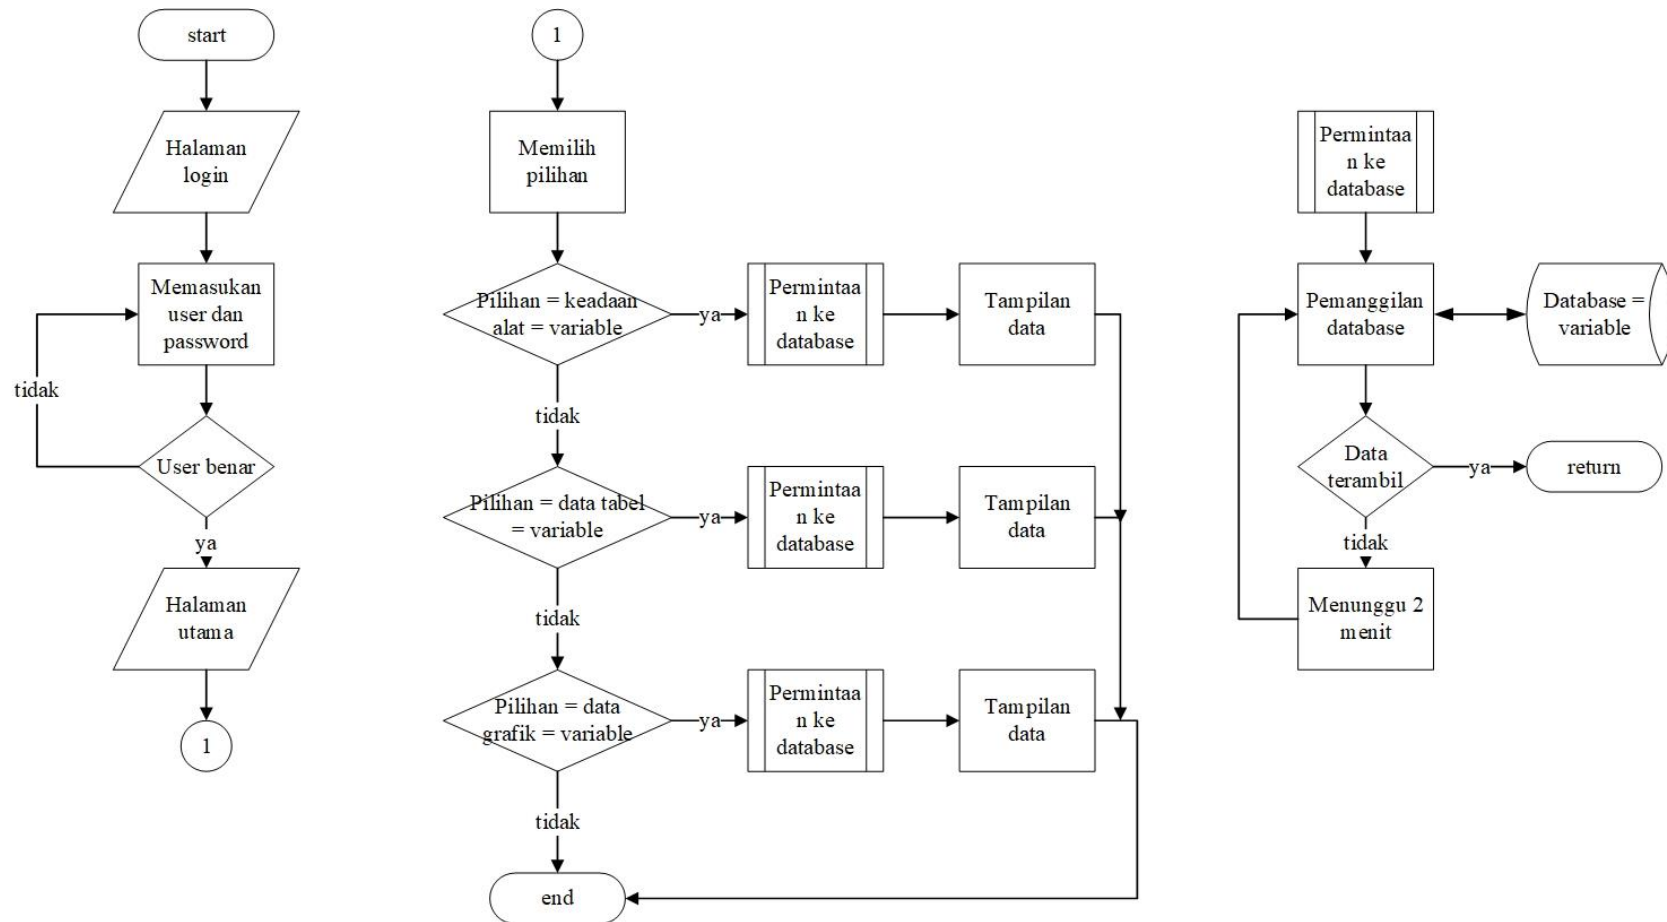 start
Halaman
login
Memasukan
user dan
password
tidak
User benar
ya
Halaman
utama
1
1
Memilih
pilihan
Pilihan = keadaan
alat = variable
ya
Permintaa
n ke
database
Tampilan
data
tidak
Pilihan = data tabel
= variable
ya
Permintaa
n ke
database
Tampilan
data
tidak
Pilihan = data
grafik = variable
ya
Permintaa
n ke
database
Tampilan
data
tidak
end
Permintaa
n ke
database
Pemanggilan
database
Database =
variable
Data
terambil
ya
return
tidak
Menunggu 2
menit